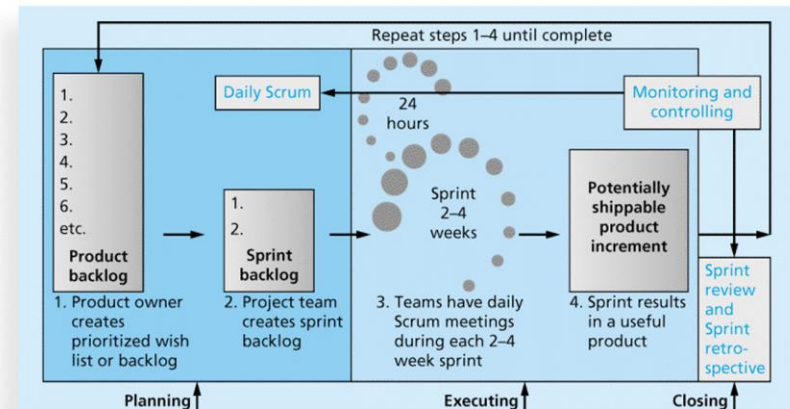 Repeat steps 1–4 until complete
1.
2.
3.
4.
5.
6.
etc.
Product
backlog
Daily Scrum
1.
2.
Sprint
backlog
24
hours
Sprint
2–4
weeks
Monitoring and
controlling
Potentially
shippable
product
increment
Sprint
review
and
Sprint
retro-
spective
1. Product owner
creates
prioritized wish
list or backlog
2. Project team
creates sprint
backlog
3. Teams have daily
Scrum meetings
during each 2–4
week sprint
4. Sprint results
in a useful
product
Planning
Executing
Closing